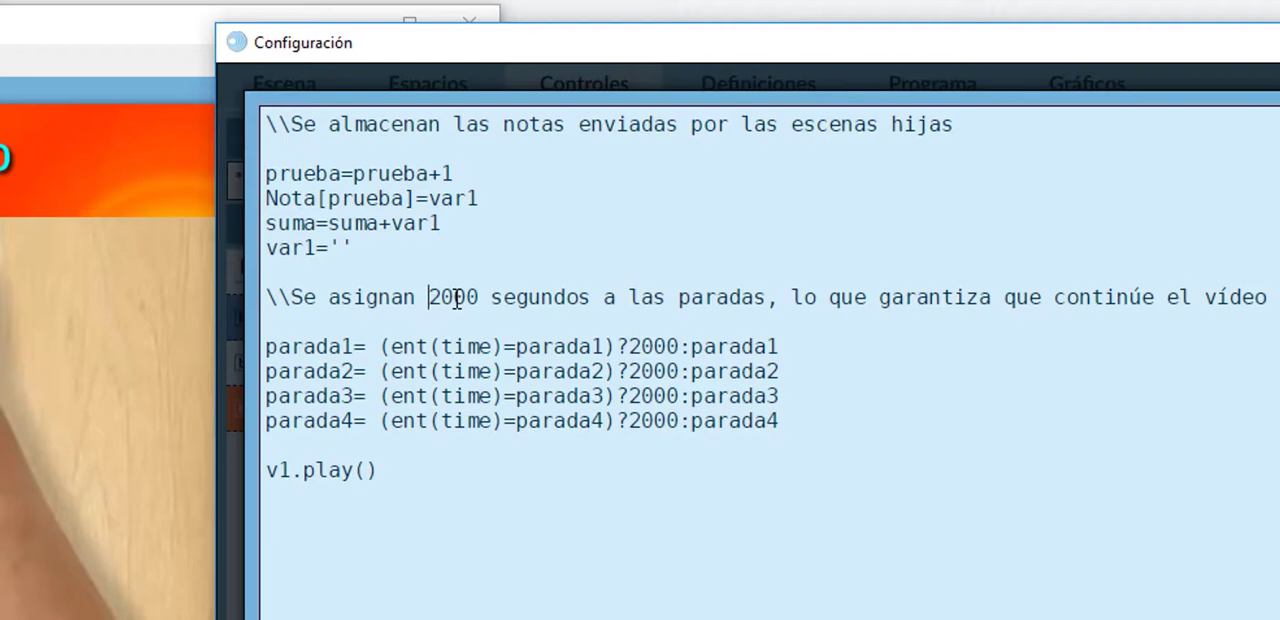 Configuración
Escena Espacios Controles Definiciones Programa Gráficos
\\Se almacenan las notas enviadas por las escenas hijas
prueba=prueba+1
Nota[prueba]=var1
suma=suma+var1
var1=''
\\Se asignan 2000 segundos a las paradas, lo que garantiza que continúe el vídeo
parada1= (ent(time)=parada1)?2000:parada1
parada2= (ent(time)=parada2)?2000:parada2
parada3= (ent(time)=parada3)?2000:parada3
parada4= (ent(time)=parada4)?2000:parada4
v1.play()